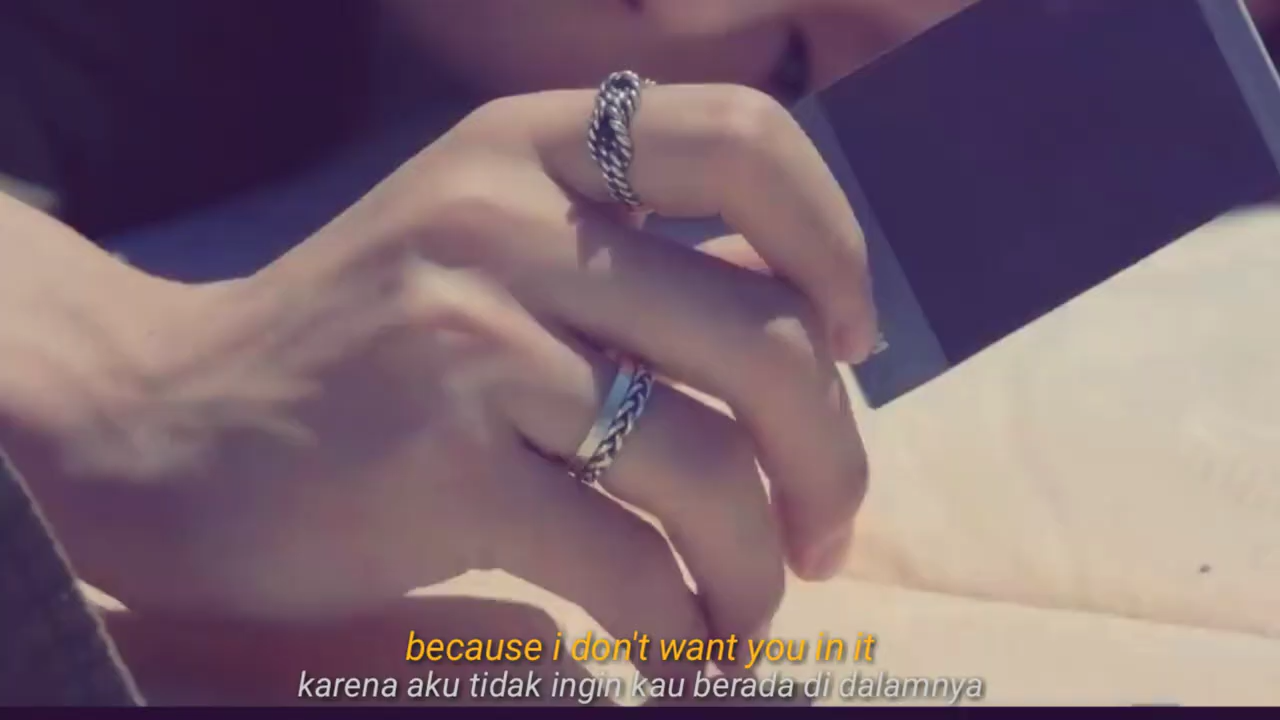 because i don't want you in it
karena aku tidak ingin kau berada di dalamnya